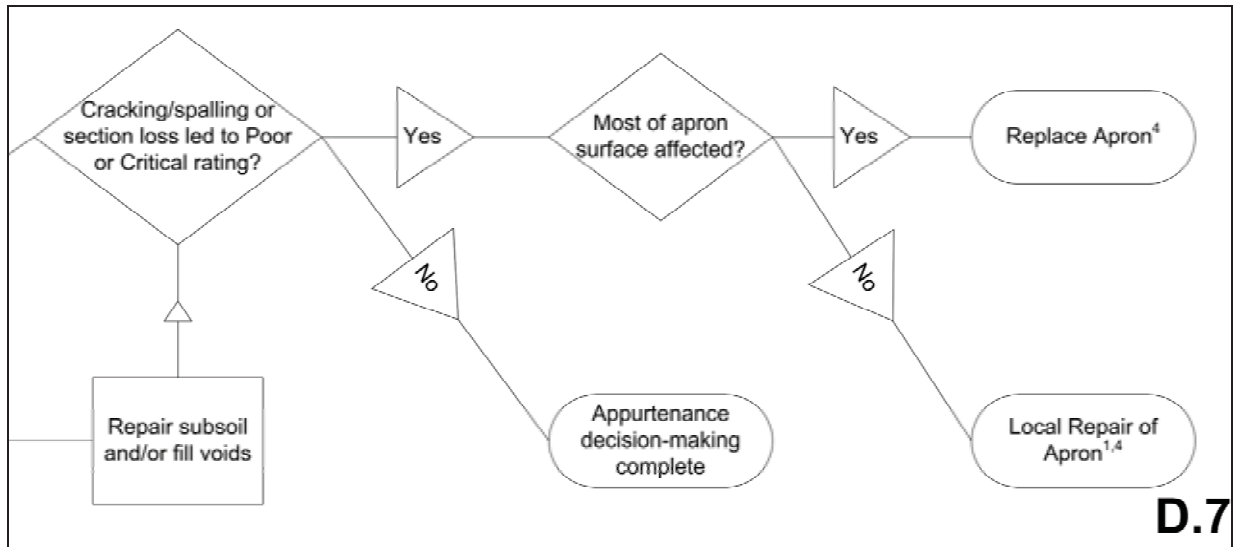 Cracking/spalling or
section loss led to Poor
or Critical rating?
Yes
Most of apron
surface affected?
Yes
Replace Apron⁴
No
No
Repair subsoil
and/or fill voids
Appurtenance
decision-making
complete
Local Repair of
Apron¹,⁴
D.7